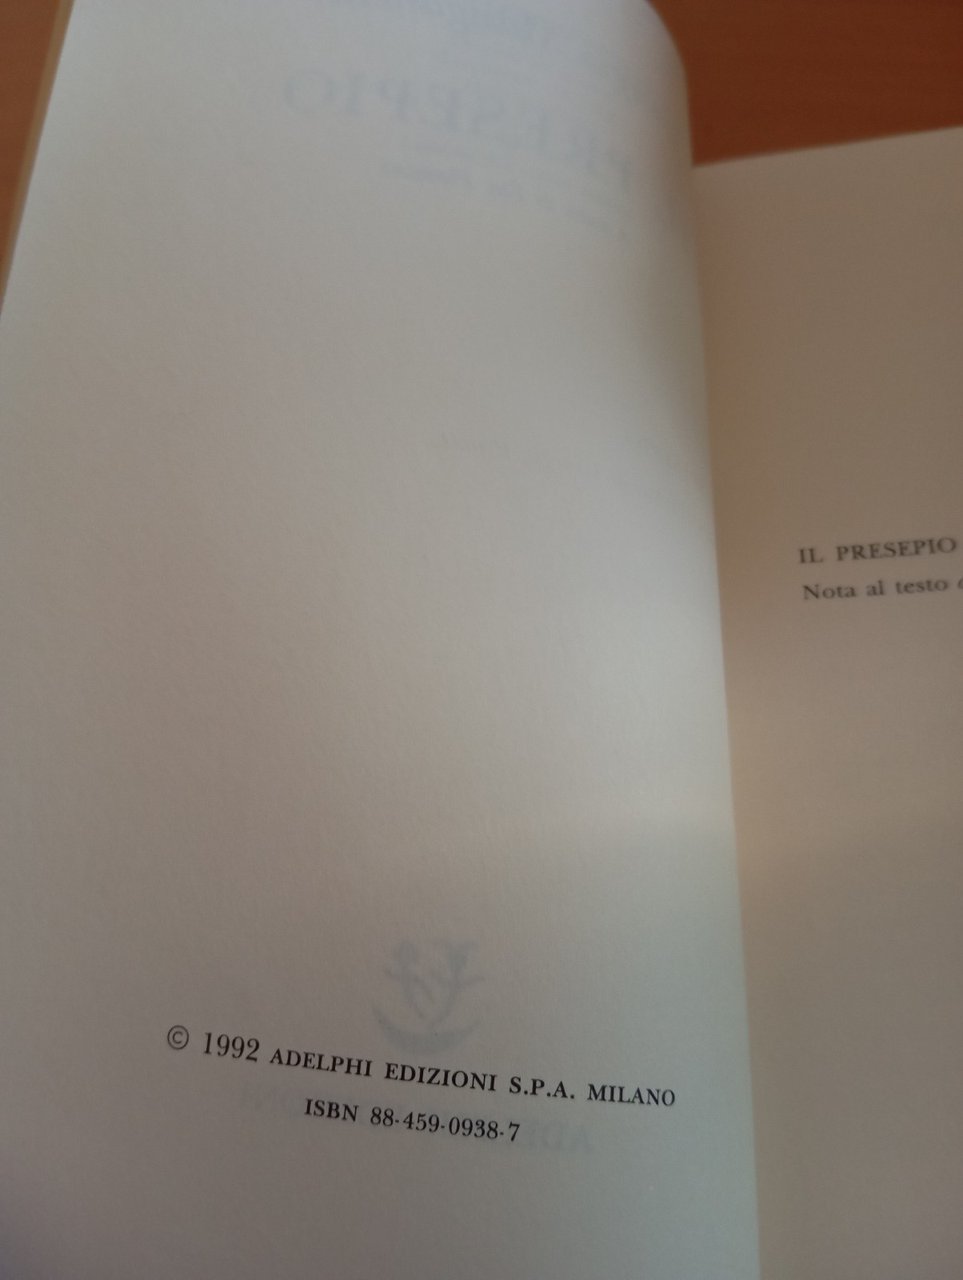 © 1992 ADELPHI EDIZIONI S.P.A. MILANO
ISBN 88-459-0938-7
IL PRESEPIO
Nota al testo